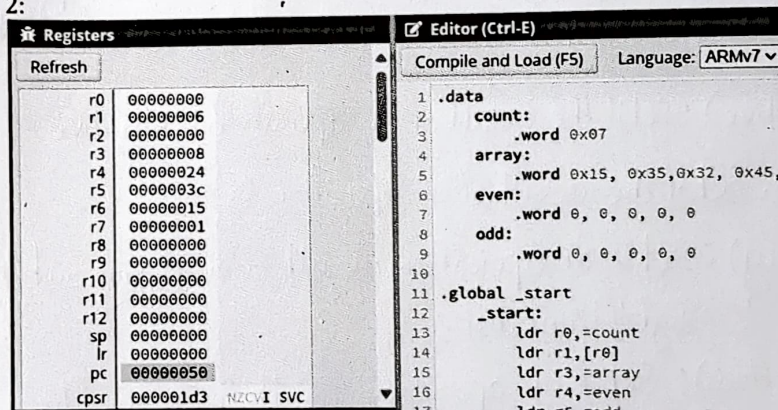 2:
Registers
Refresh
r0 00000000
r1 00000006
r2 00000000
r3 00000008
r4 00000024
r5 0000003c
r6 00000015
r7 00000001
r8 00000000
r9 00000000
r10 00000000
r11 00000000
r12 00000000
sp 00000000
lr 00000000
pc 00000050
cpsr 000001d3 NZCVI SVC
Editor (Ctrl-E)
Compile and Load (F5) Language: ARMv7
1 .data
2 count:
3 .word 0x07
4 array:
5 .word 0x15, 0x35,0x32, 0x45,
6 even:
7 .word 0, 0, 0, 0, 0
8 odd:
9 .word 0, 0, 0, 0, 0
10
11 .global _start
12 _start:
13 ldr r0,=count
14 ldr r1,[r0]
15 ldr r3,=array
16 ldr r4,=even